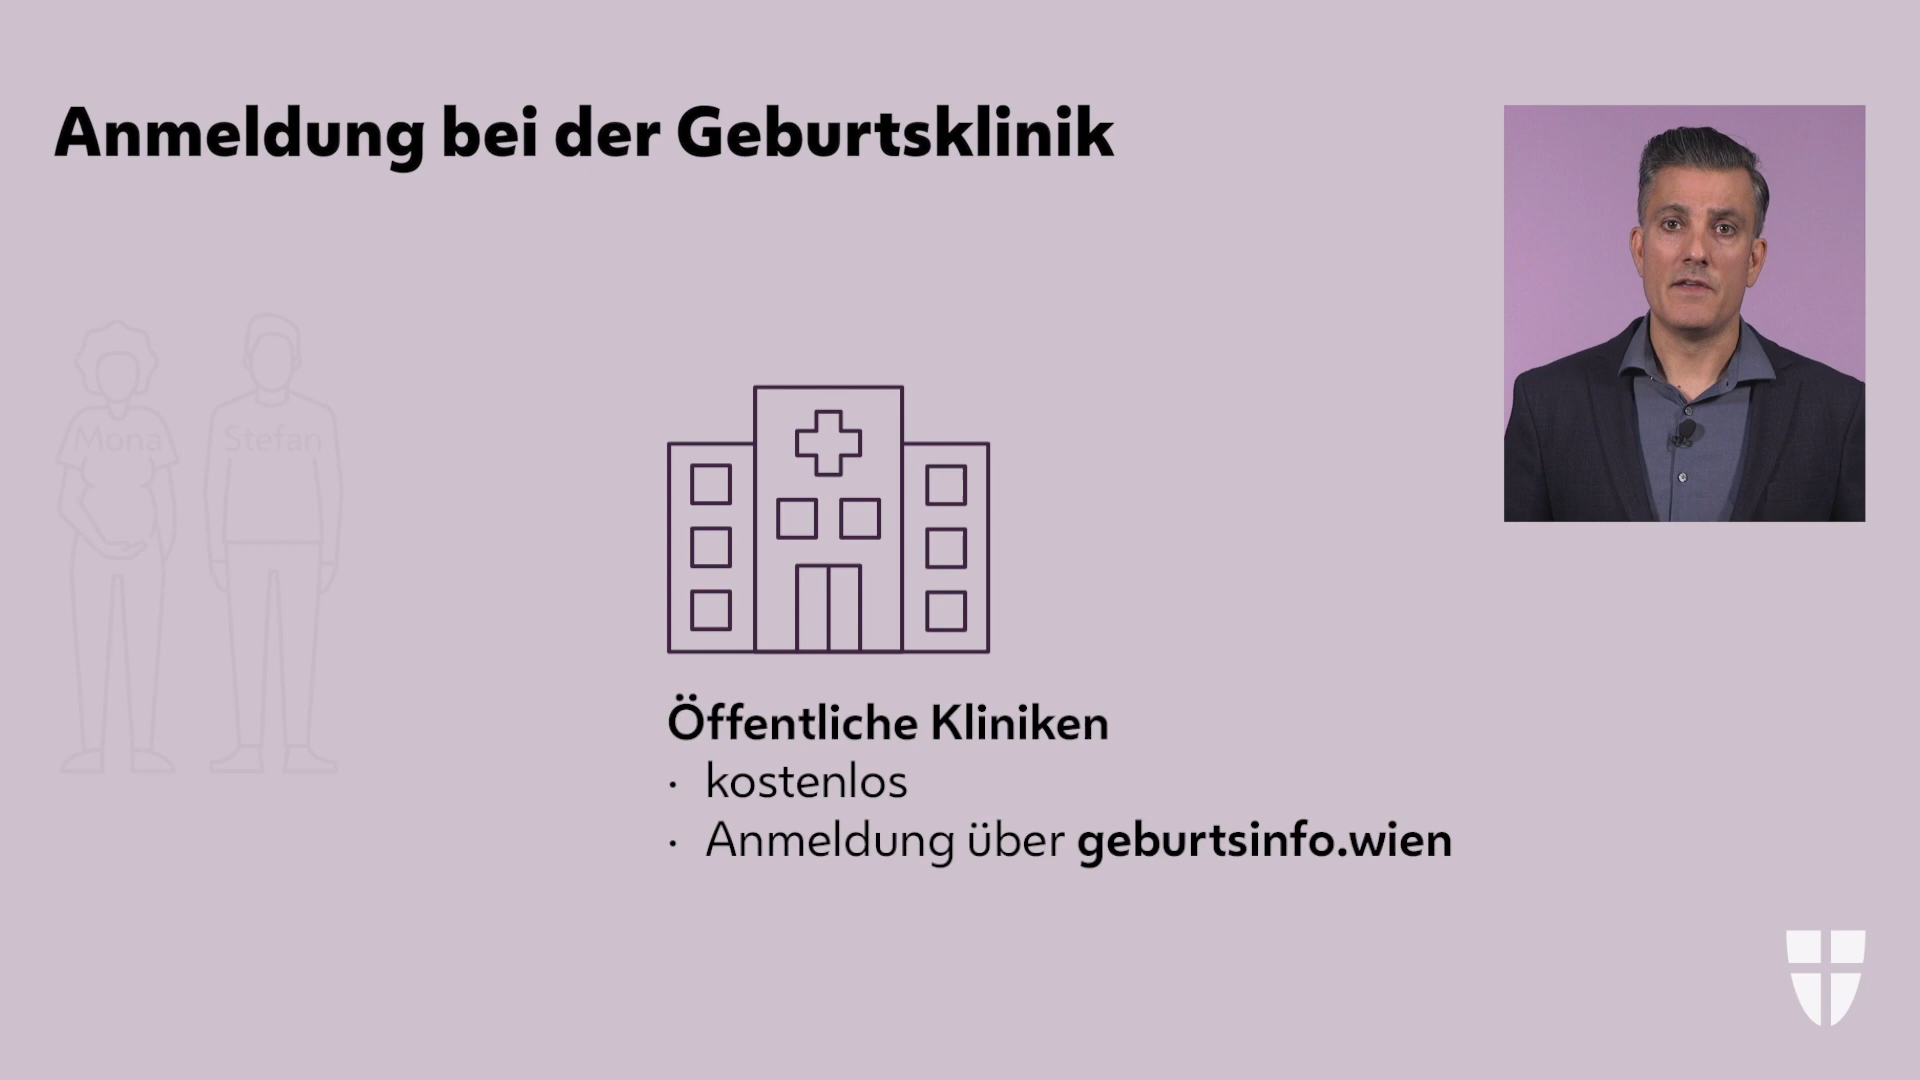 Anmeldung bei der Geburtsklinik
Mona
Stefan
Öffentliche Kliniken
· kostenlos
· Anmeldung über geburtsinfo.wien